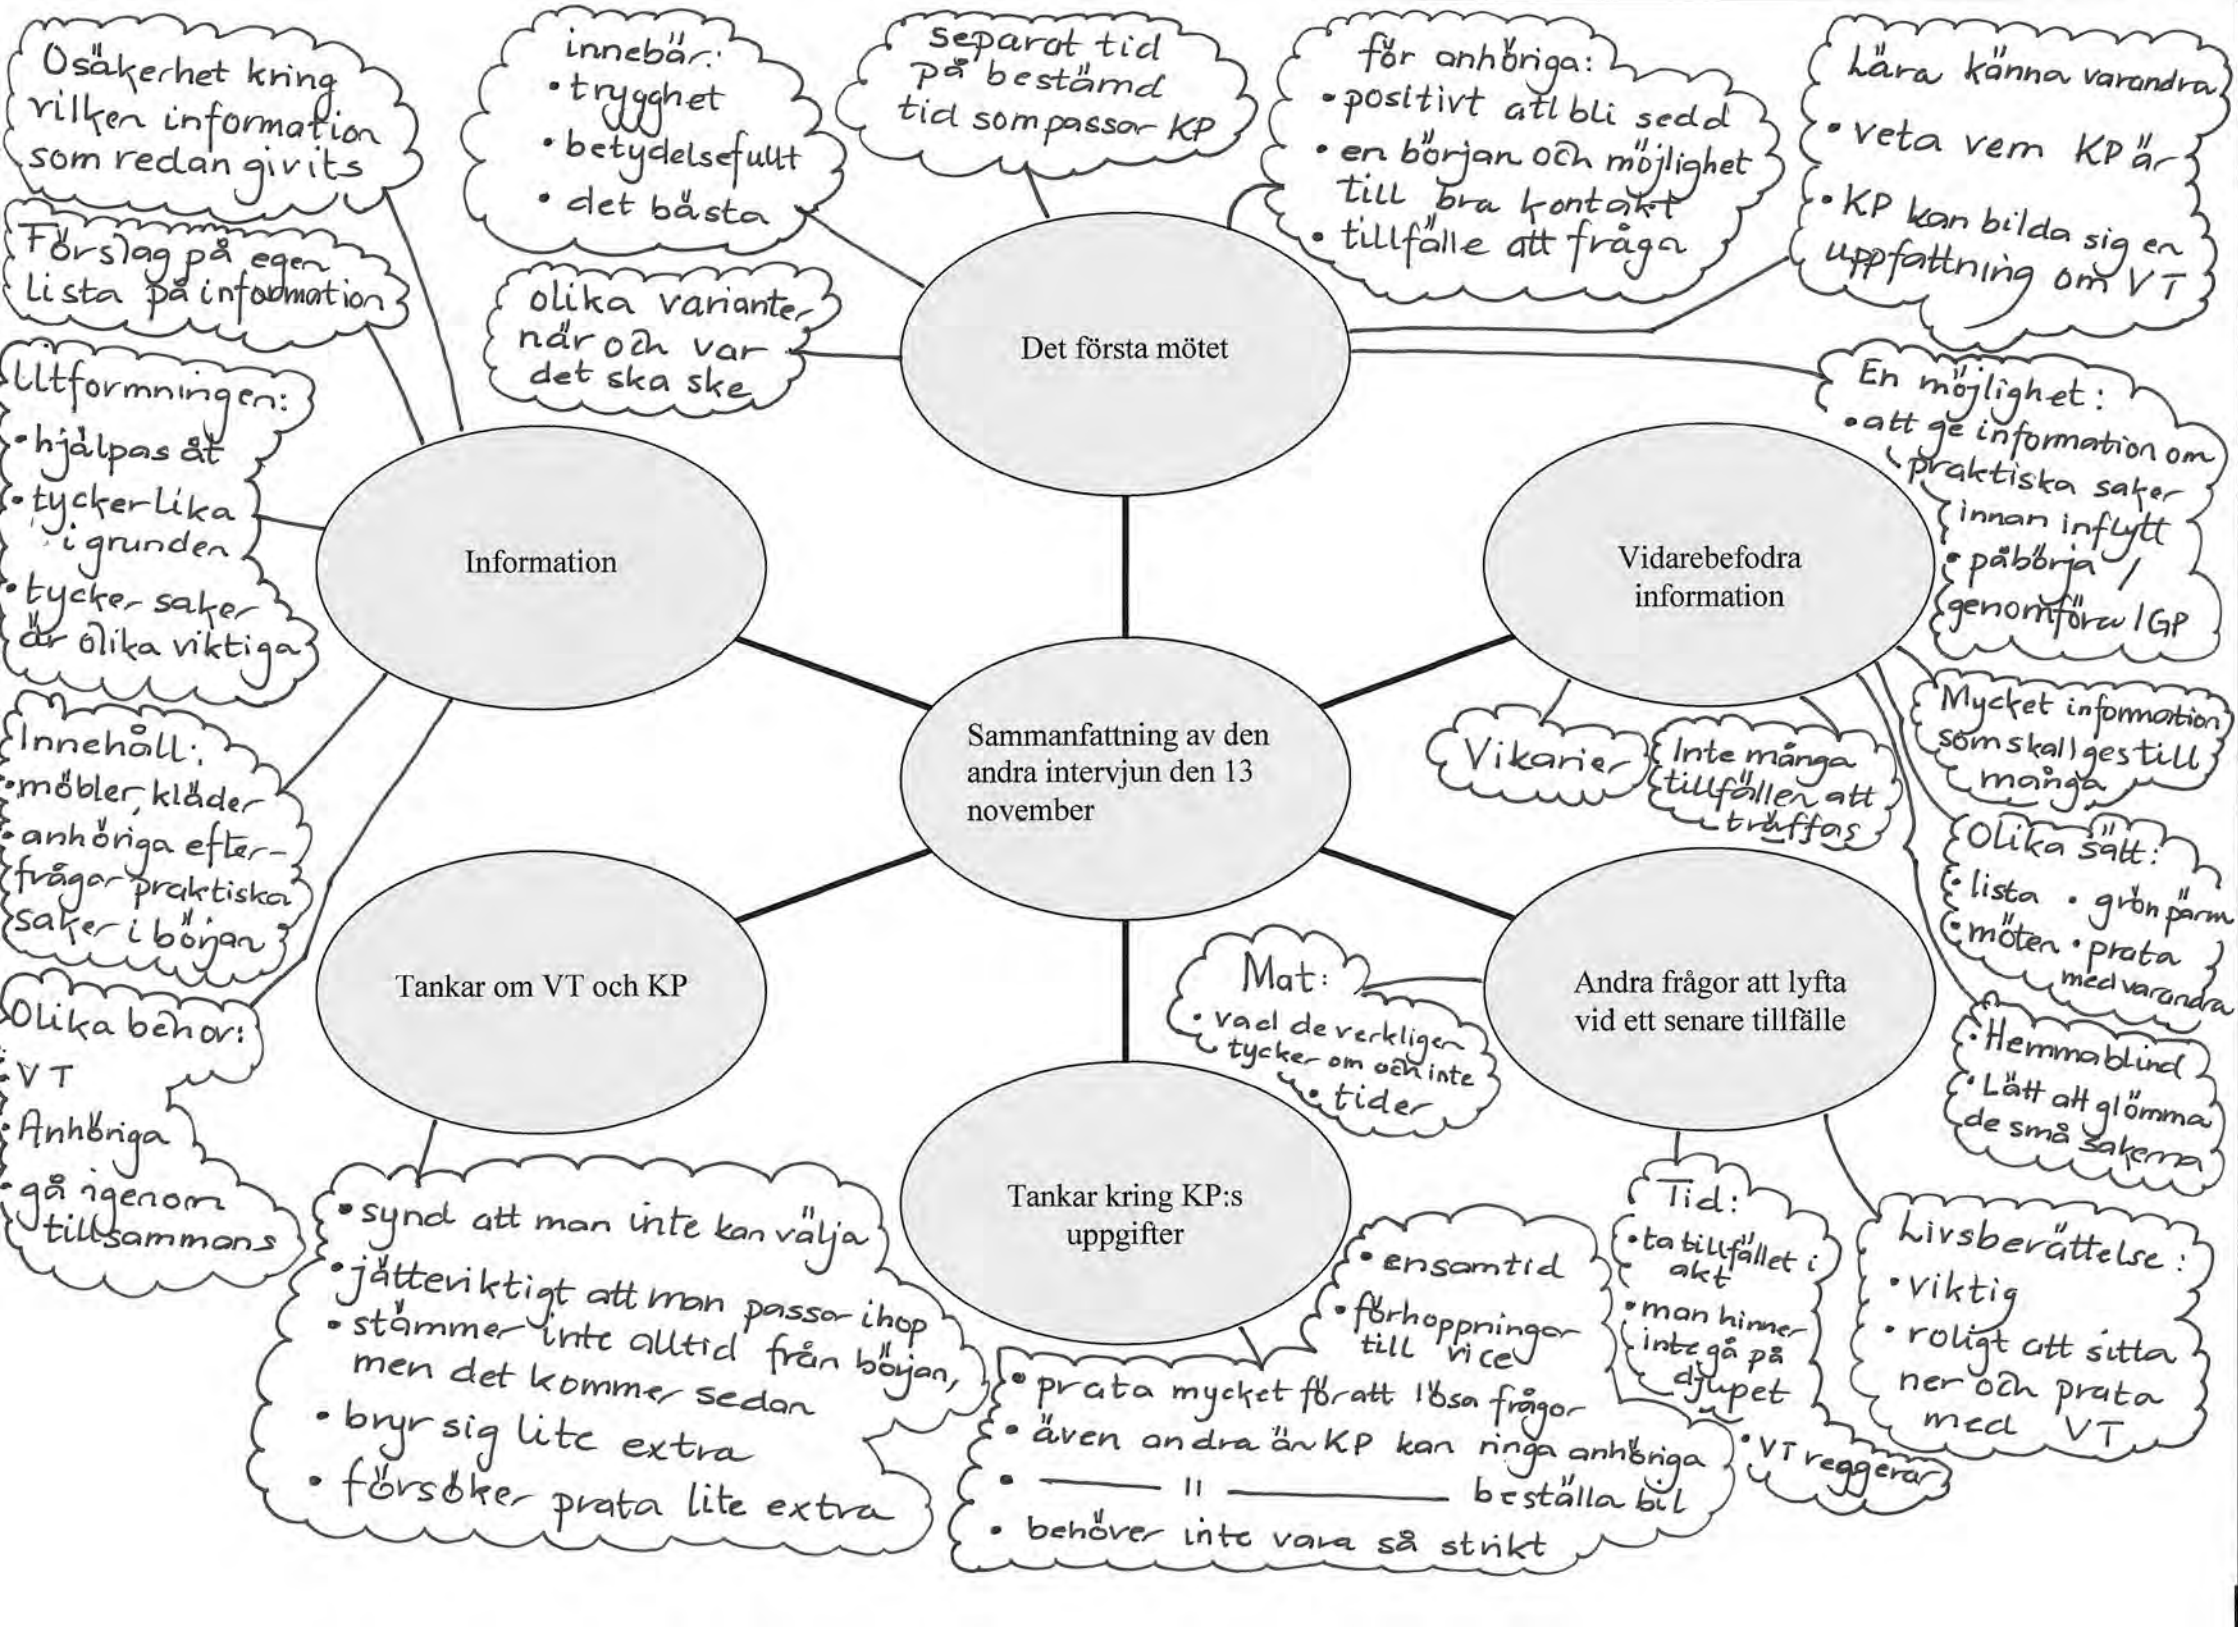 Osäkerhet kring
vilken information
som redan givits
Förslag på egen
lista på information
Utformningen:
• hjälpas åt
• tycker lika
i grunden
• tycker saker
är olika viktiga
Innehåll:
• möbler, kläder
• anhöriga efter-
frågar praktiska
saker i början
Olika behov:
• VT
• Anhöriga
• gå igenom
tillsammans
innebär:
• trygghet
• betydelsefullt
• det bästa
olika varianter
när och var
det ska ske
separat tid
på bestämd
tid som passar KP
för anhöriga:
• positivt att bli sedd
• en början och möjlighet
till bra kontakt
• tillfälle att fråga
Lära känna varandra
• veta vem KP är
• KP kan bilda sig en
uppfattning om VT
En möjlighet:
• att ge information om
praktiska saker
innan inflytt
• påbörja /
genomföra IGP
Det första mötet
Information
Vidarebefodra
information
Sammanfattning av den
andra intervjun den 13
november
Tankar om VT och KP
Andra frågor att lyfta
vid ett senare tillfälle
Tankar kring KP:s
uppgifter
Vikarier
Inte många
tillfällen att
träffas
Mycket information
som skall ges till
många
Olika sätt:
• lista • grön pärm
• möten • prata
med varandra
• Hemmablind
• Lätt att glömma
de små sakerna
Mat:
• vad de verkligen
tycker om och inte
• tider
Tid:
• ta tillfället i
akt
• man hinner
inte gå på
djupet
• VT reggerar
Livsberättelse:
• viktig
• roligt att sitta
ner och prata
med VT
• synd att man inte kan välja
• jätteviktigt att man passar ihop
• stämmer inte alltid från början,
men det kommer sedan
• bryr sig lite extra
• försöker prata lite extra
• ensamtid
• förhoppningar
till vice
• prata mycket för att lösa frågor
• även andra än KP kan ringa anhöriga
• —— " —— beställa bil
• behöver inte vara så strikt